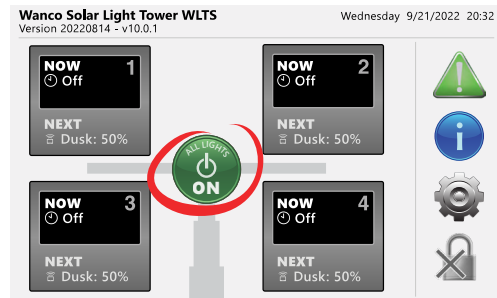 Wanco Solar Light Tower WLTS
Version 20220814 - v10.0.1
Wednesday 9/21/2022 20:32
NOW 1
Off
NEXT
Dusk: 50%
NOW 2
Off
NEXT
Dusk: 50%
ALL LIGHTS
ON
NOW 3
Off
NEXT
Dusk: 50%
NOW 4
Off
NEXT
Dusk: 50%
i